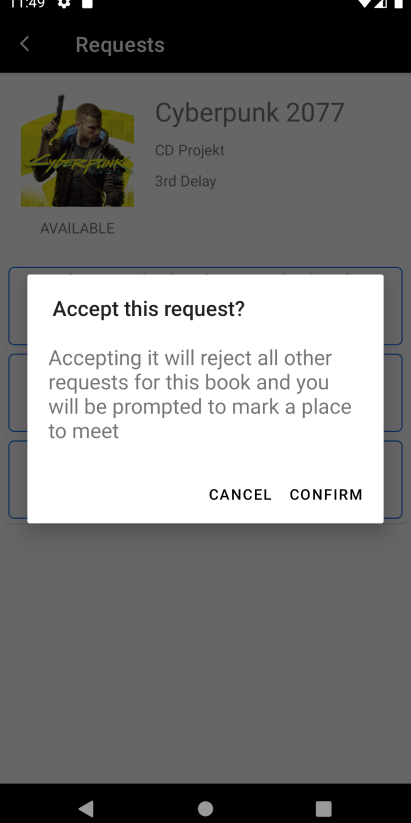 11:49
Requests
Cyberpunk 2077
CD Projekt
3rd Delay
CYBERPUNK
AVAILABLE
Accept this request?
Accepting it will reject all other
requests for this book and you
will be prompted to mark a place
to meet
CANCEL CONFIRM